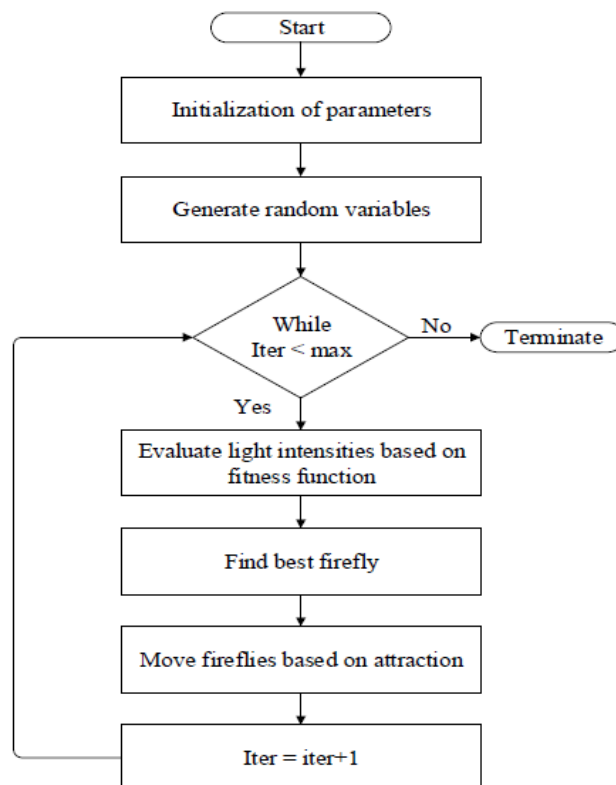 Start
Initialization of parameters
Generate random variables
While
Iter < max
No
Terminate
Yes
Evaluate light intensities based on
fitness function
Find best firefly
Move fireflies based on attraction
Iter = iter+1